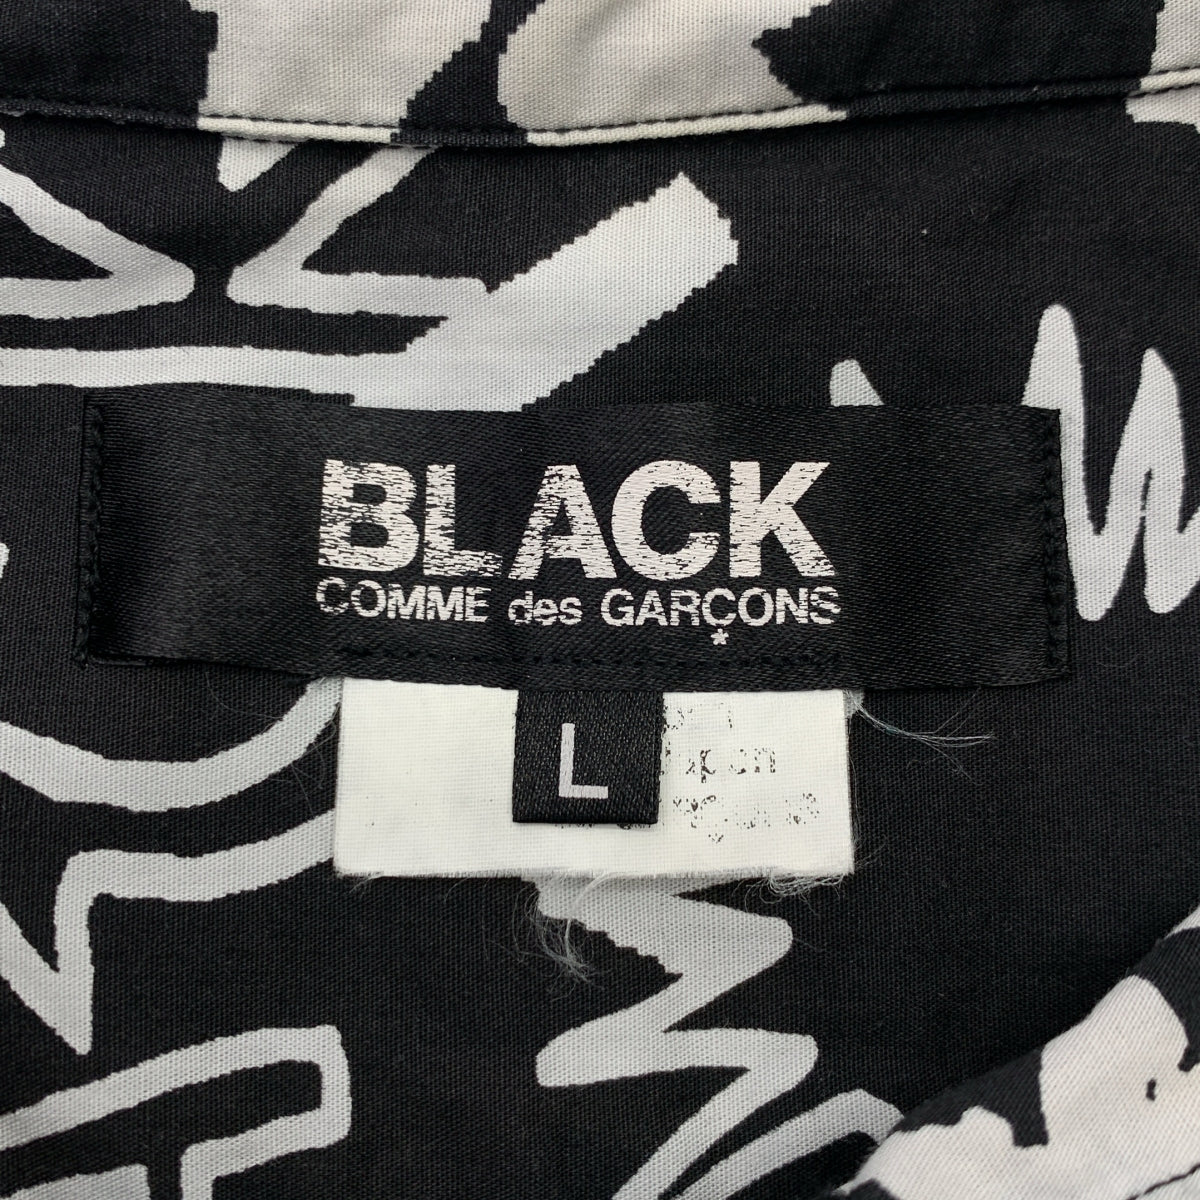 BLACK
COMME des GARÇONS
*
L